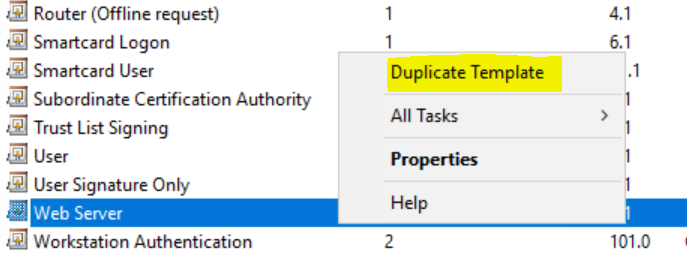 Router (Offline request) 1 4.1
Smartcard Logon 1 6.1
Smartcard User .1
Subordinate Certification Authority 1
Trust List Signing 1
User 1
User Signature Only 1
Web Server 1
Workstation Authentication 2 101.0
Duplicate Template
All Tasks
Properties
Help